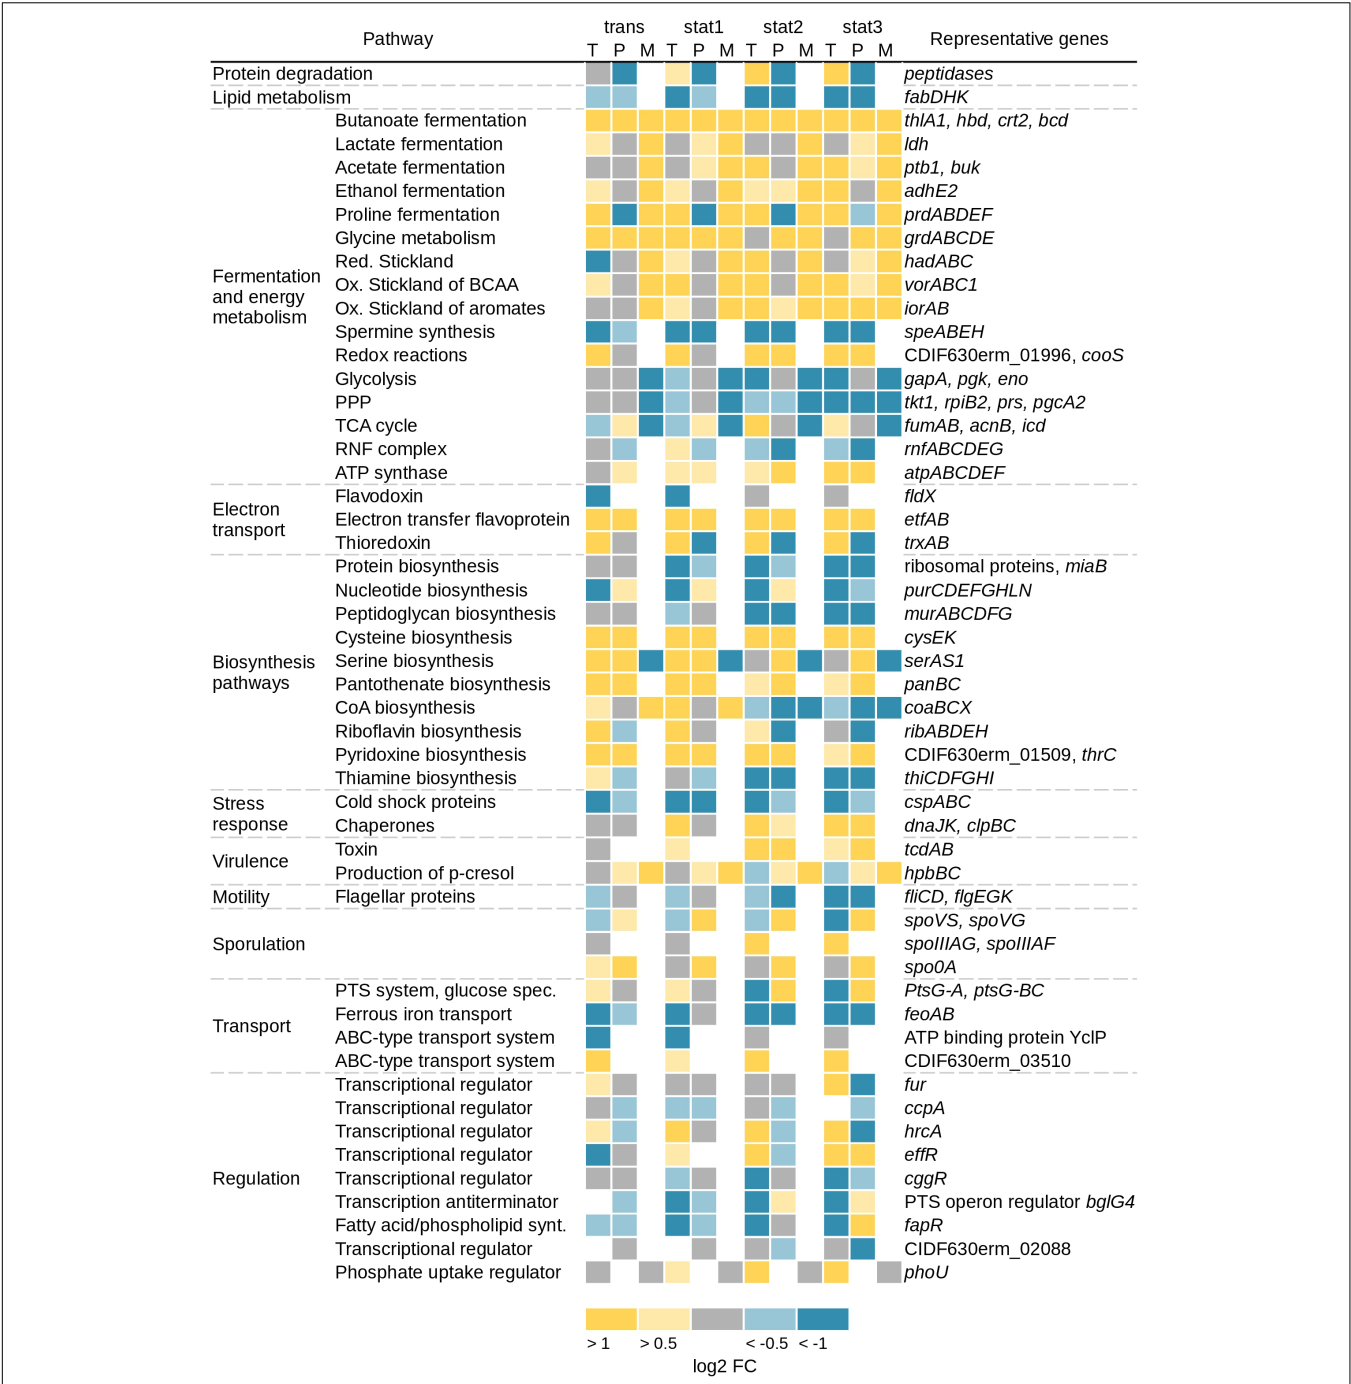 trans stat1 stat2 stat3
Pathway Representative genes
T P M T P M T P M T P M
Protein degradation peptidases
Lipid metabolism fabDHK
Butanoate fermentation thlA1, hbd, crt2, bcd
Lactate fermentation ldh
Acetate fermentation ptb1, buk
Ethanol fermentation adhE2
Proline fermentation prdABDEF
Glycine metabolism grdABCDE
Red. Stickland hadABC
Fermentation
and energy
metabolism
Ox. Stickland of BCAA vorABC1
Ox. Stickland of aromates iorAB
Spermine synthesis speABEH
Redox reactions CDIF630erm_01996, cooS
Glycolysis gapA, pgk, eno
PPP tkt1, rpiB2, prs, pgcA2
TCA cycle fumAB, acnB, icd
RNF complex rnfABCDEG
ATP synthase atpABCDEF
Electron
transport
Flavodoxin fldX
Electron transfer flavoprotein etfAB
Thioredoxin trxAB
Protein biosynthesis ribosomal proteins, miaB
Nucleotide biosynthesis purCDEFGHLN
Peptidoglycan biosynthesis murABCDFG
Cysteine biosynthesis cysEK
Biosynthesis
pathways
Serine biosynthesis serAS1
Pantothenate biosynthesis panBC
CoA biosynthesis coaBCX
Riboflavin biosynthesis ribABDEH
Pyridoxine biosynthesis CDIF630erm_01509, thrC
Thiamine biosynthesis thiCDFGHI
Stress
response
Cold shock proteins cspABC
Chaperones dnaJK, clpBC
Virulence
Toxin tcdAB
Production of p-cresol hpbBC
Motility Flagellar proteins fliCD, flgEGK
spoVS, spoVG
Sporulation spoIIIAG, spoIIIAF
spo0A
PTS system, glucose spec. PtsG-A, ptsG-BC
Transport
Ferrous iron transport feoAB
ABC-type transport system ATP binding protein YclP
ABC-type transport system CDIF630erm_03510
Transcriptional regulator fur
Transcriptional regulator ccpA
Transcriptional regulator hrcA
Transcriptional regulator effR
Regulation Transcriptional regulator cggR
Transcription antiterminator PTS operon regulator bglG4
Fatty acid/phospholipid synt. fapR
Transcriptional regulator CIDF630erm_02088
Phosphate uptake regulator phoU
> 1 > 0.5 < -0.5 < -1
log2 FC